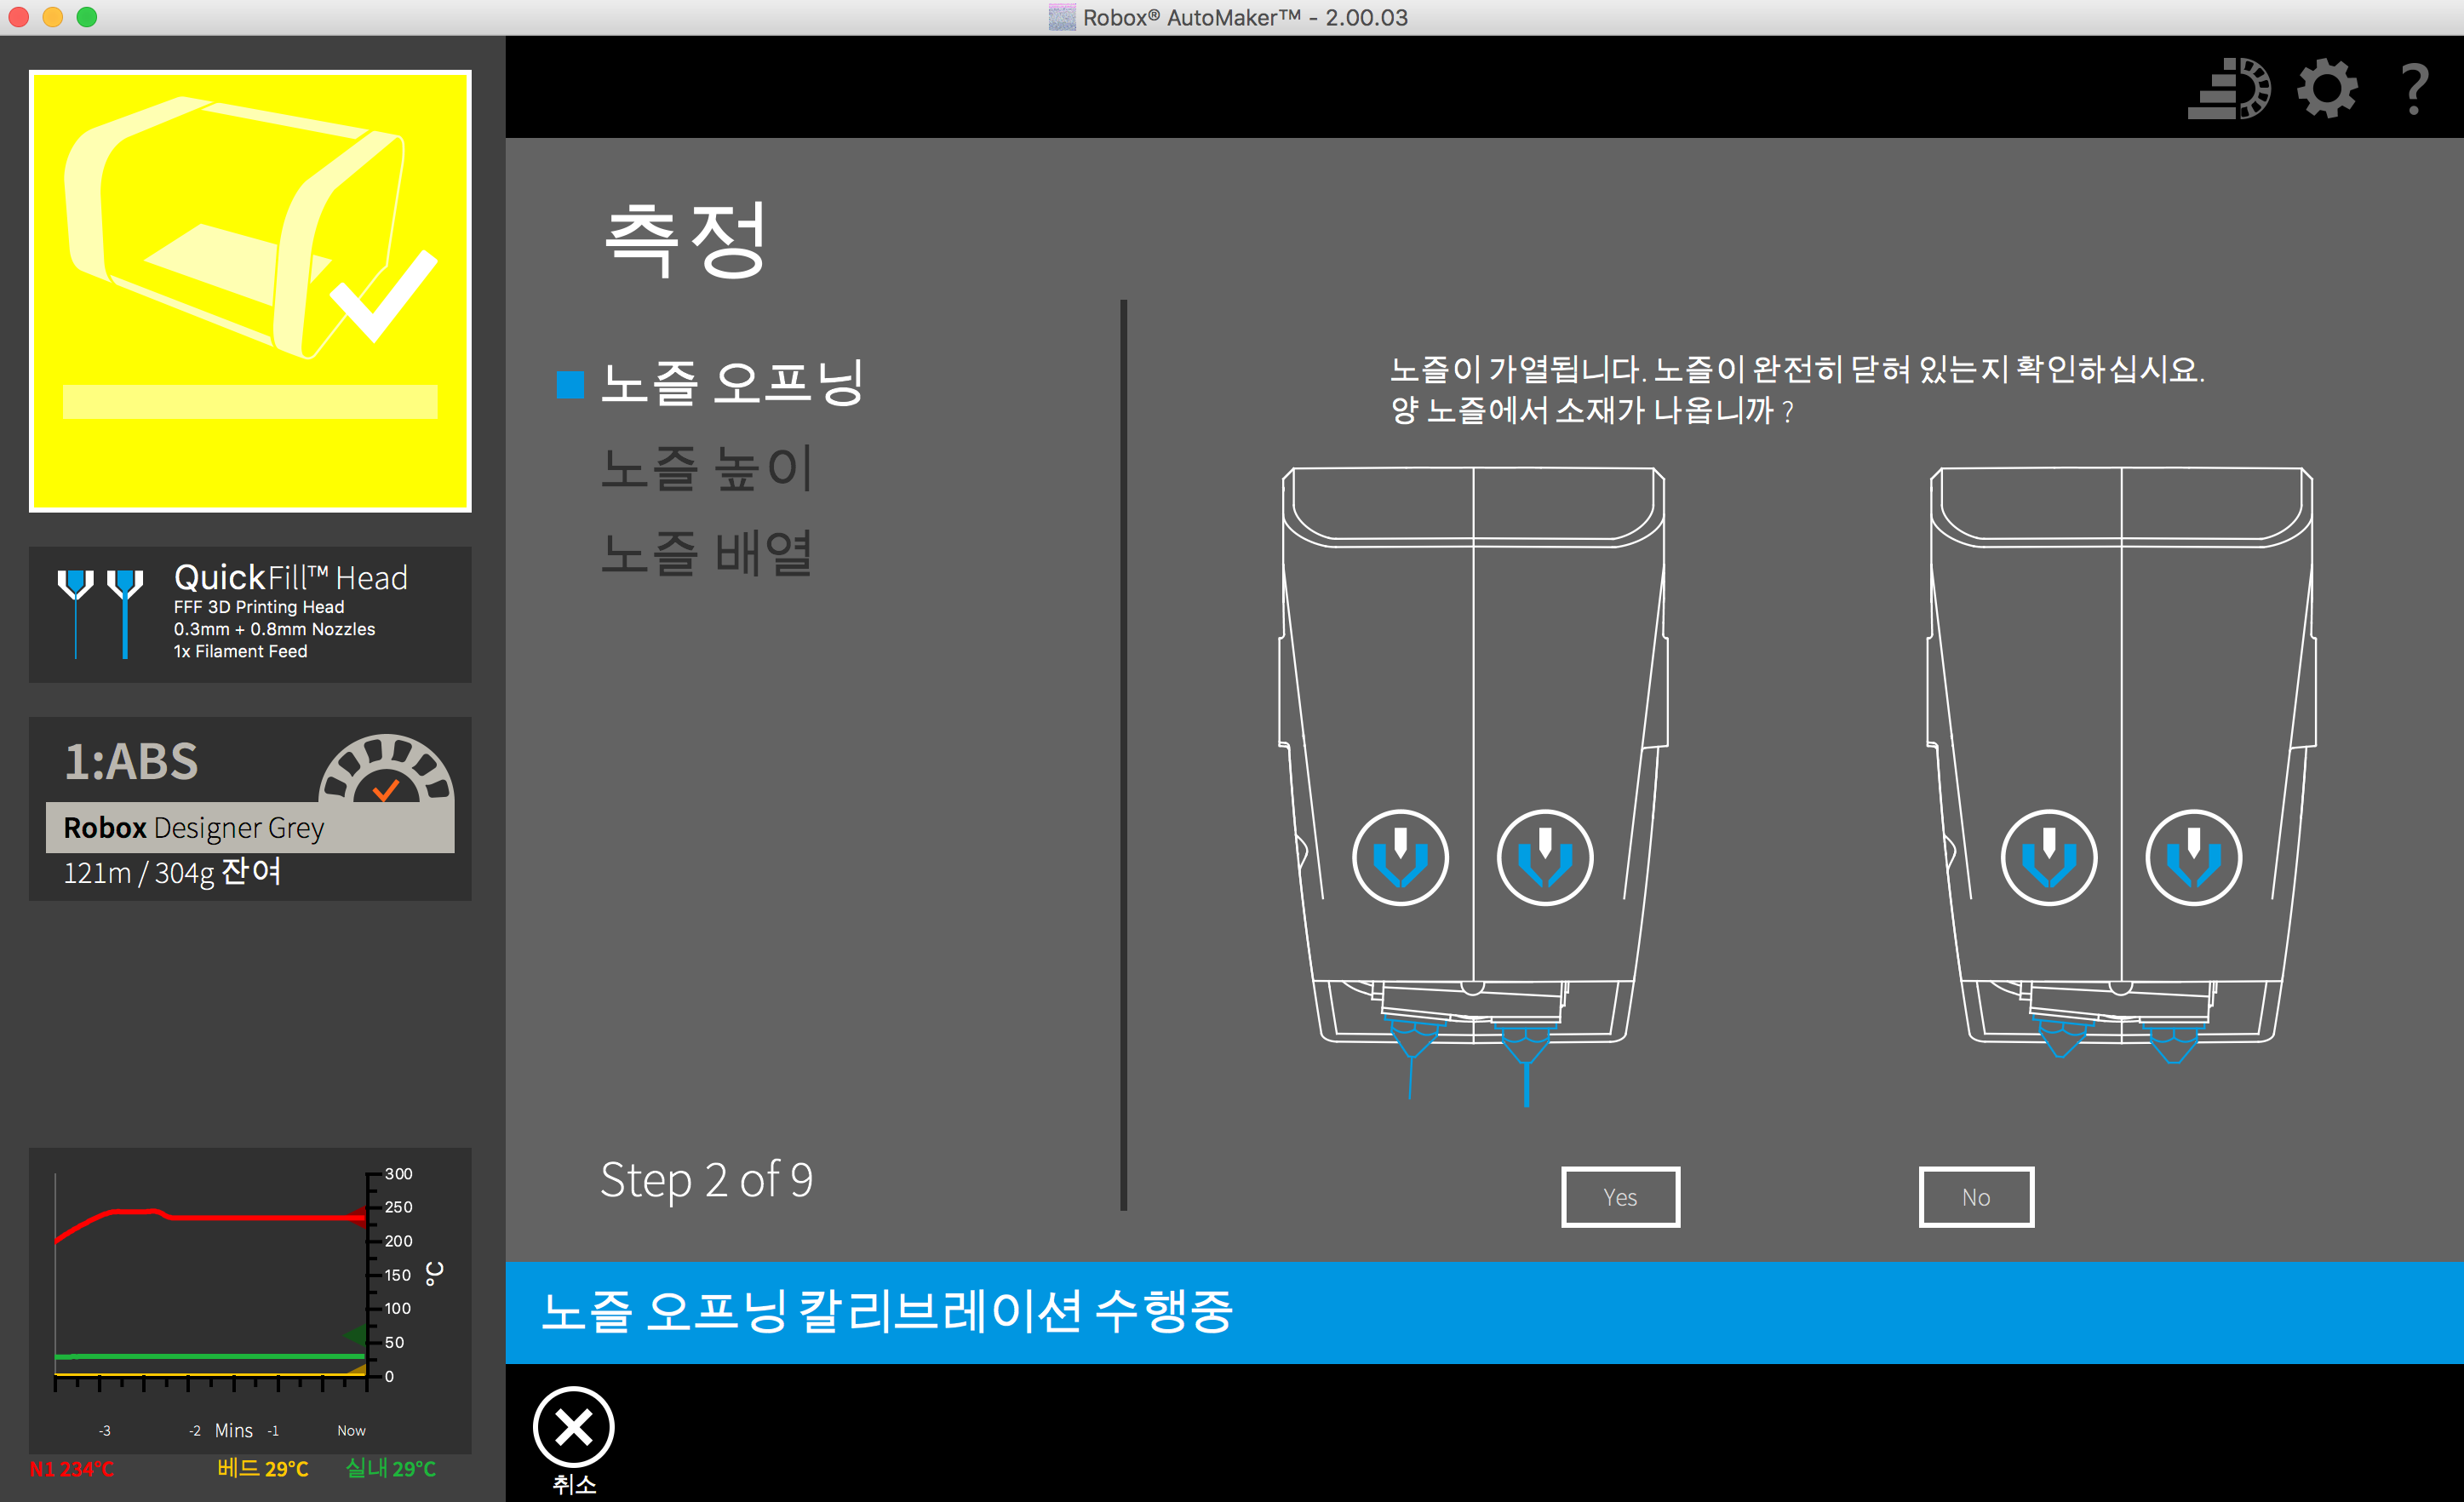 Robox® AutoMaker™ - 2.00.03
?
측정
노즐 오프닝
노즐 높이
노즐 배열
Step 2 of 9
노즐이 가열됩니다. 노즐이 완전히 닫혀 있는지 확인하십시요.
양 노즐에서 소재가 나옵니까 ?
Yes
No
노즐 오프닝 칼리브레이션 수행중
취소
QuickFill™ Head
FFF 3D Printing Head
0.3mm + 0.8mm Nozzles
1x Filament Feed
1:ABS
Robox Designer Grey
121m / 304g 잔여
300
250
200
150
100
50
0
°C
-3 -2 Mins -1 Now
N1 234°C 베드 29°C 실내 29°C